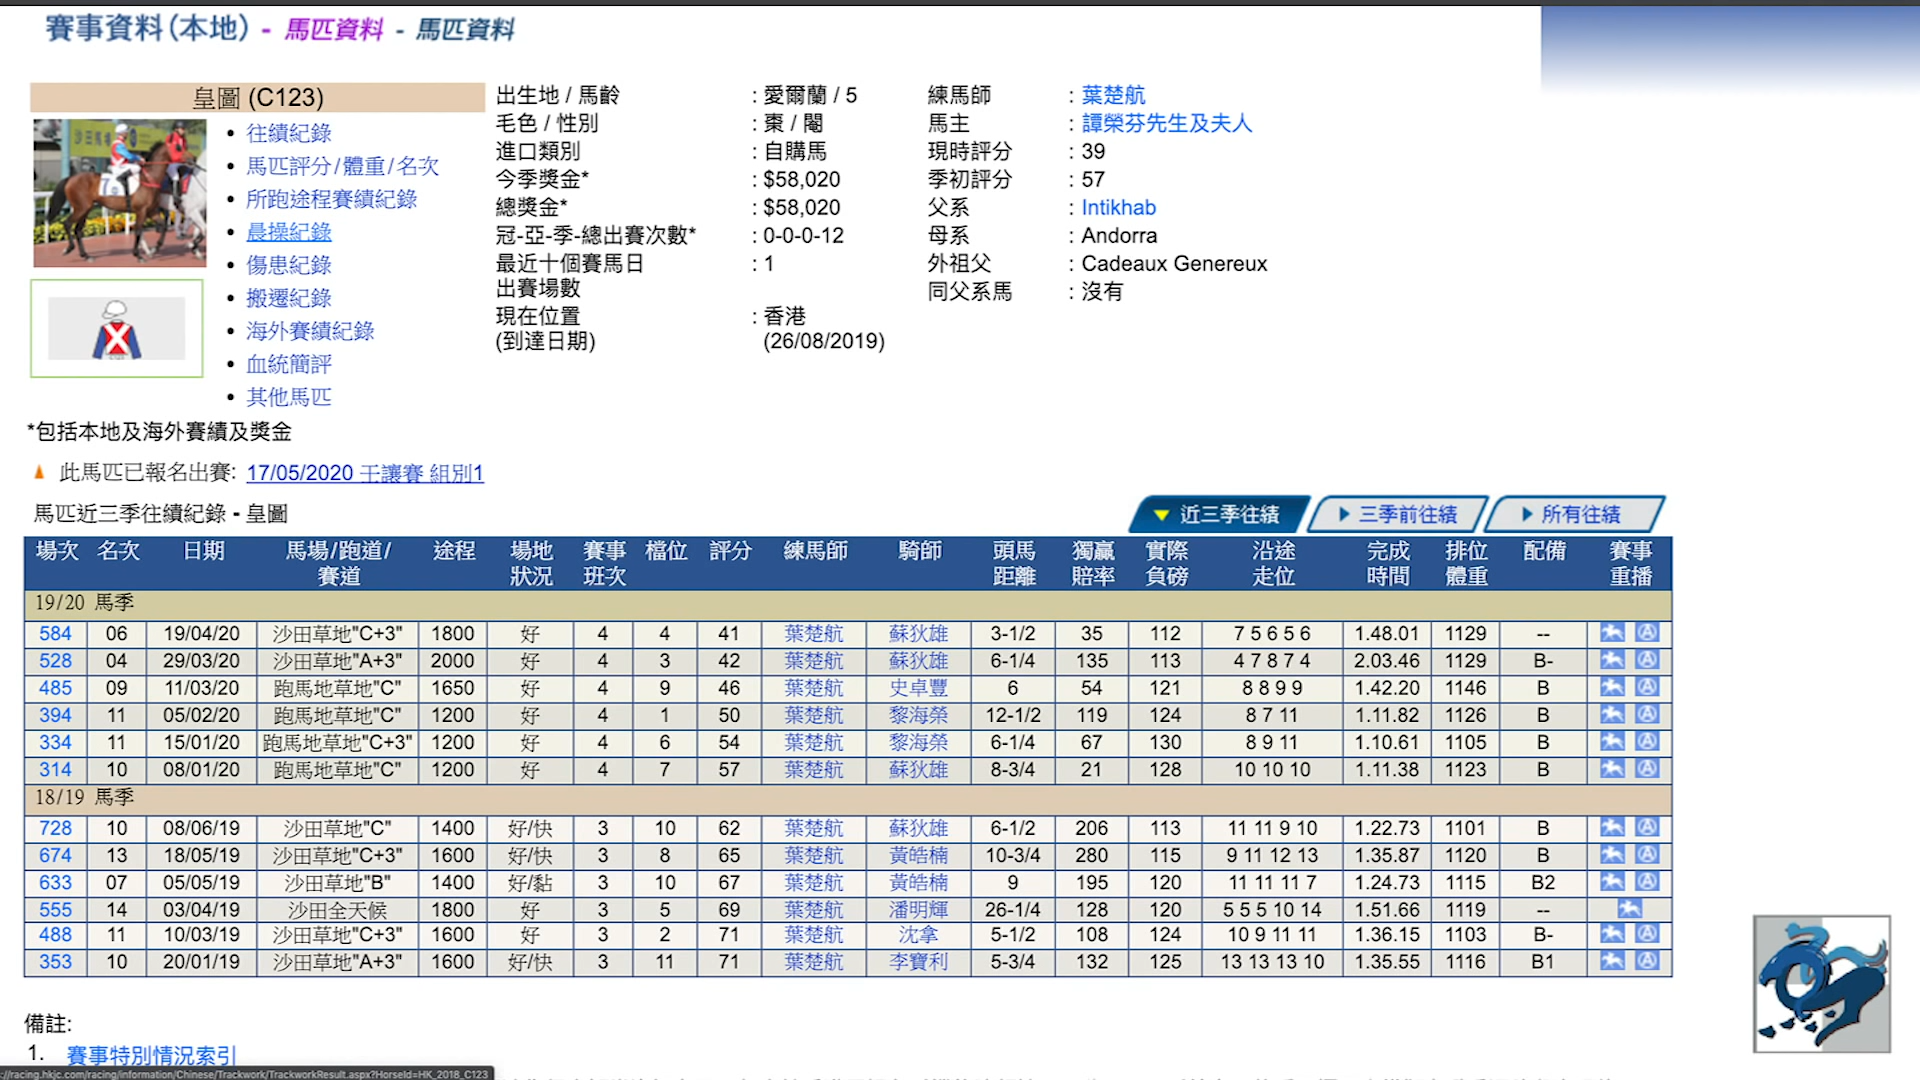 賽事資料(本地) - 馬匹資料 - 馬匹資料
皇圖 (C123)
往績紀錄
馬匹評分/體重/名次
所跑途程賽績紀錄
晨操紀錄
傷患紀錄
搬遷紀錄
海外賽績紀錄
血統簡評
其他馬匹
出生地 / 馬齡 : 愛爾蘭 / 5
毛色 / 性別 : 棗 / 閹
進口類別 : 自購馬
今季獎金* : $58,020
總獎金* : $58,020
冠-亞-季-總出賽次數* : 0-0-0-12
最近十個賽馬日 : 1
出賽場數
現在位置 : 香港
(到達日期) (26/08/2019)
練馬師 : 葉楚航
馬主 : 譚榮芬先生及夫人
現時評分 : 39
季初評分 : 57
父系 : Intikhab
母系 : Andorra
外祖父 : Cadeaux Genereux
同父系馬 : 沒有
*包括本地及海外賽績及獎金
此馬匹已報名出賽: 17/05/2020 壬讓賽 組別1
馬匹近三季往績紀錄 - 皇圖
近三季往績 三季前往績 所有往績
場次 名次 日期 馬場/跑道/ 途程 場地 賽事 檔位 評分 練馬師 騎師 頭馬 獨贏 實際 沿途 完成 排位 配備 賽事
賽道 狀況 班次 距離 賠率 負磅 走位 時間 體重 重播
19/20 馬季
584 06 19/04/20 沙田草地"C+3" 1800 好 4 4 41 葉楚航 蘇狄雄 3-1/2 35 112 7 5 6 5 6 1.48.01 1129 --
528 04 29/03/20 沙田草地"A+3" 2000 好 4 3 42 葉楚航 蘇狄雄 6-1/4 135 113 4 7 8 7 4 2.03.46 1129 B-
485 09 11/03/20 跑馬地草地"C" 1650 好 4 9 46 葉楚航 史卓豐 6 54 121 8 8 9 9 1.42.20 1146 B
394 11 05/02/20 跑馬地草地"C" 1200 好 4 1 50 葉楚航 黎海榮 12-1/2 119 124 8 7 11 1.11.82 1126 B
334 11 15/01/20 跑馬地草地"C+3" 1200 好 4 6 54 葉楚航 黎海榮 6-1/4 67 130 8 9 11 1.10.61 1105 B
314 10 08/01/20 跑馬地草地"C" 1200 好 4 7 57 葉楚航 蘇狄雄 8-3/4 21 128 10 10 10 1.11.38 1123 B
18/19 馬季
728 10 08/06/19 沙田草地"C" 1400 好/快 3 10 62 葉楚航 蘇狄雄 6-1/2 206 113 11 11 9 10 1.22.73 1101 B
674 13 18/05/19 沙田草地"C+3" 1600 好/快 3 8 65 葉楚航 黃皓楠 10-3/4 280 115 9 11 12 13 1.35.87 1120 B
633 07 05/05/19 沙田草地"B" 1400 好/黏 3 10 67 葉楚航 黃皓楠 9 195 120 11 11 11 7 1.24.73 1115 B2
555 14 03/04/19 沙田全天候 1800 好 3 5 69 葉楚航 潘明輝 26-1/4 128 120 5 5 5 10 14 1.51.66 1119 --
488 11 10/03/19 沙田草地"C+3" 1600 好 3 2 71 葉楚航 沈拿 5-1/2 108 124 10 9 11 11 1.36.15 1103 B-
353 10 20/01/19 沙田草地"A+3" 1600 好/快 3 11 71 葉楚航 李寶利 5-3/4 132 125 13 13 13 10 1.35.55 1116 B1
備註:
1. 賽事特別情況索引
://racing.hkjc.com/racing/information/Chinese/Trackwork/TrackworkResult.aspx?HorseId=HK_2018_C123